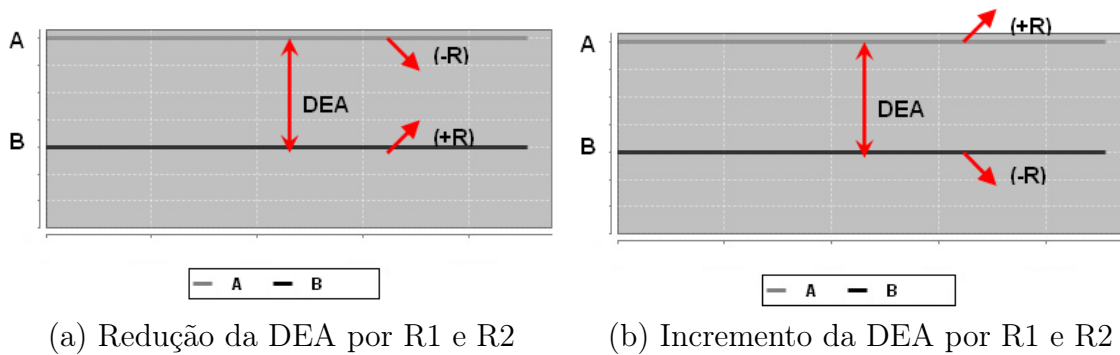 A
(-R)
DEA
B
(+R)
A B
(a) Redução da DEA por R1 e R2
(+R)
A
DEA
B
(-R)
A B
(b) Incremento da DEA por R1 e R2